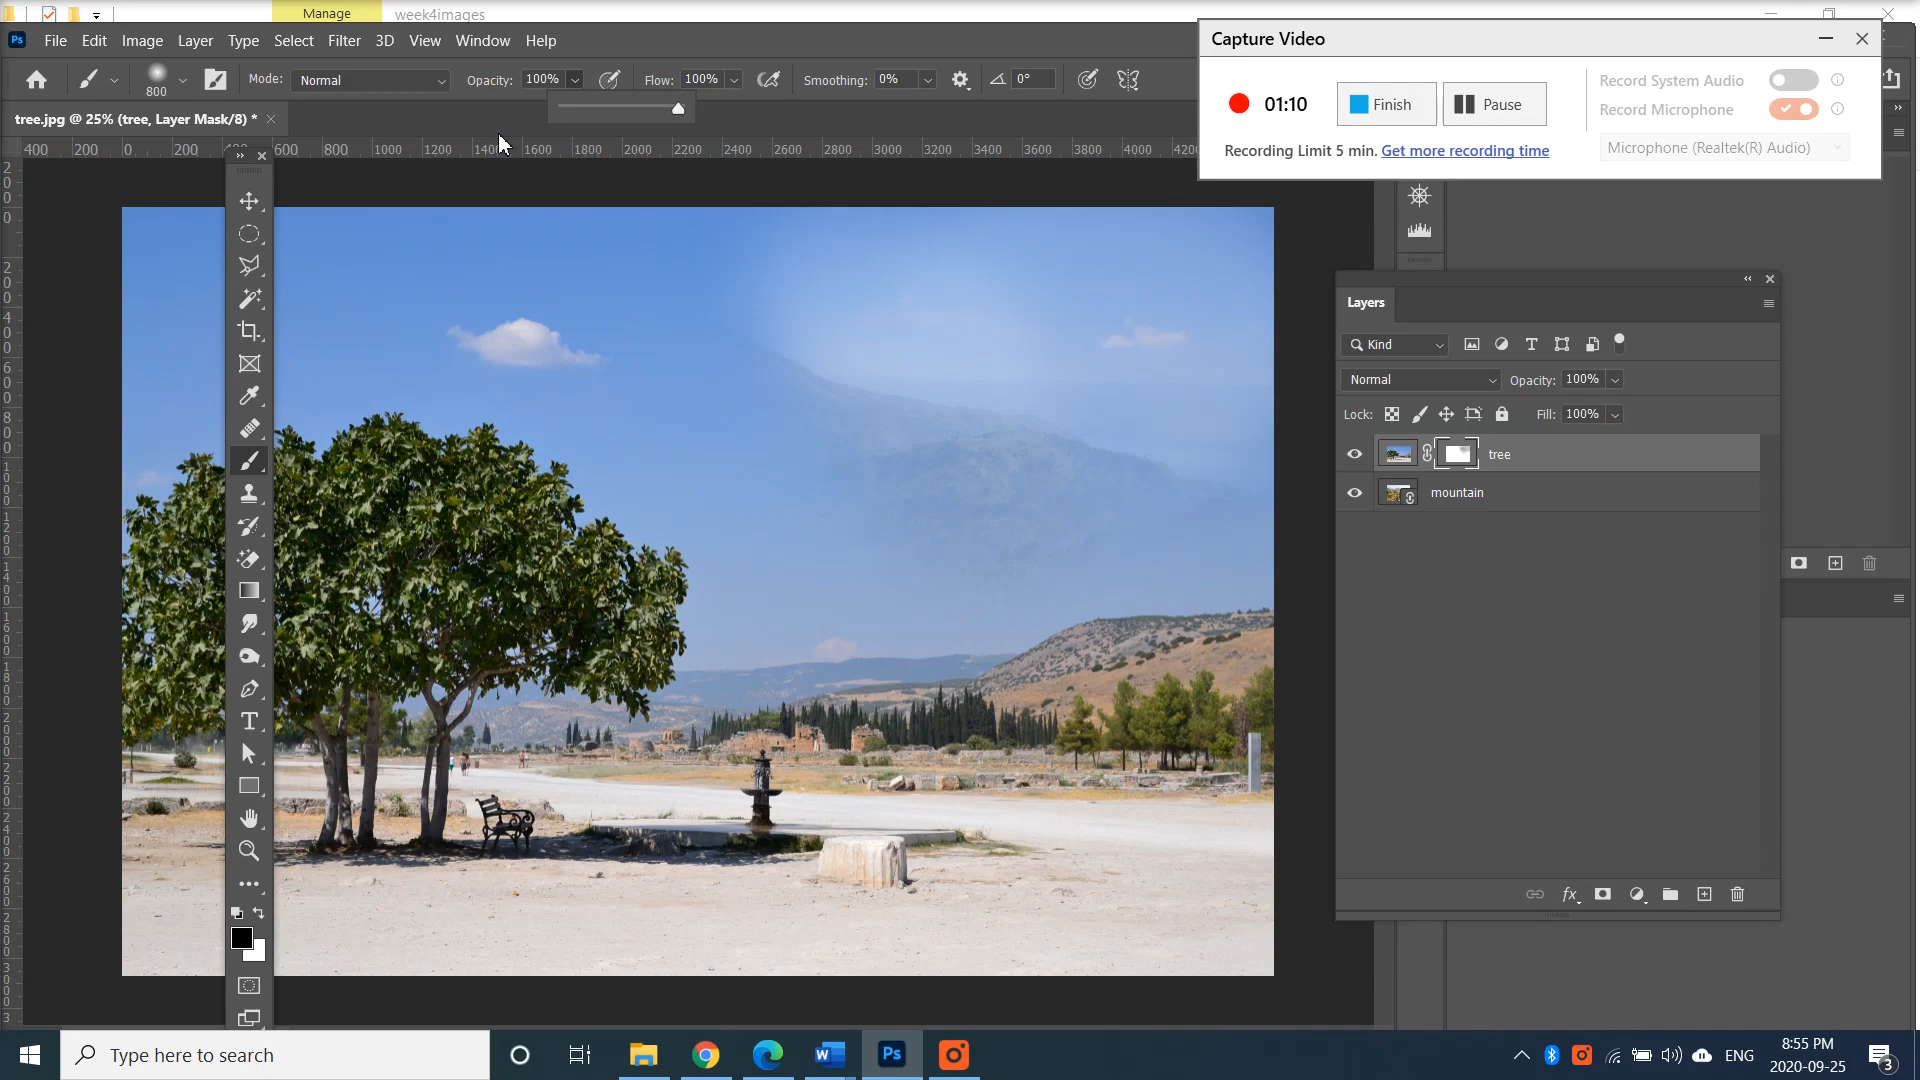 Manage
week4images
Ps
File Edit Image Layer Type Select Filter 3D View Window Help
800
Mode: Normal
Opacity: 100%
Flow: 100%
Smoothing: 0%
0°
tree.jpg @ 25% (tree, Layer Mask/8) *
400 200 0 200 400 600 800 1000 1200 1400 1600 1800 2000 2200 2400 2600 2800 3000 3200 3400 3600 3800 4000
Capture Video
01:10
Finish
Pause
Record System Audio
Record Microphone
Recording Limit 5 min. Get more recording time
Microphone (Realtek(R) Audio)
Layers
Kind
Normal
Opacity: 100%
Lock:
Fill: 100%
tree
mountain
fx
Type here to search
Ps
ENG
8:55 PM
2020-09-25
3